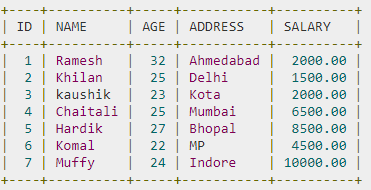 +----+----------+-----+-----------+----------+
| ID | NAME     | AGE | ADDRESS   | SALARY   |
+----+----------+-----+-----------+----------+
|  1 | Ramesh   |  32 | Ahmedabad |  2000.00 |
|  2 | Khilan   |  25 | Delhi     |  1500.00 |
|  3 | kaushik  |  23 | Kota      |  2000.00 |
|  4 | Chaitali |  25 | Mumbai    |  6500.00 |
|  5 | Hardik   |  27 | Bhopal    |  8500.00 |
|  6 | Komal    |  22 | MP        |  4500.00 |
|  7 | Muffy    |  24 | Indore    | 10000.00 |
+----+----------+-----+-----------+----------+